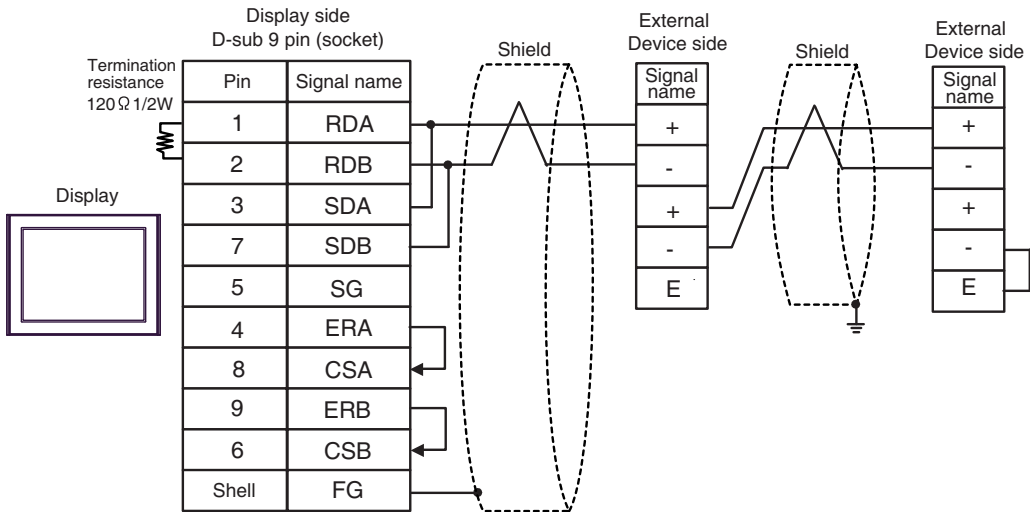 Display side
D-sub 9 pin (socket)
Termination
resistance
120Ω 1/2W
Display
Pin Signal name
1 RDA
2 RDB
3 SDA
7 SDB
5 SG
4 ERA
8 CSA
9 ERB
6 CSB
Shell FG
Shield
External
Device side
Signal
name
+
-
+
-
E
Shield
External
Device side
Signal
name
+
-
+
-
E